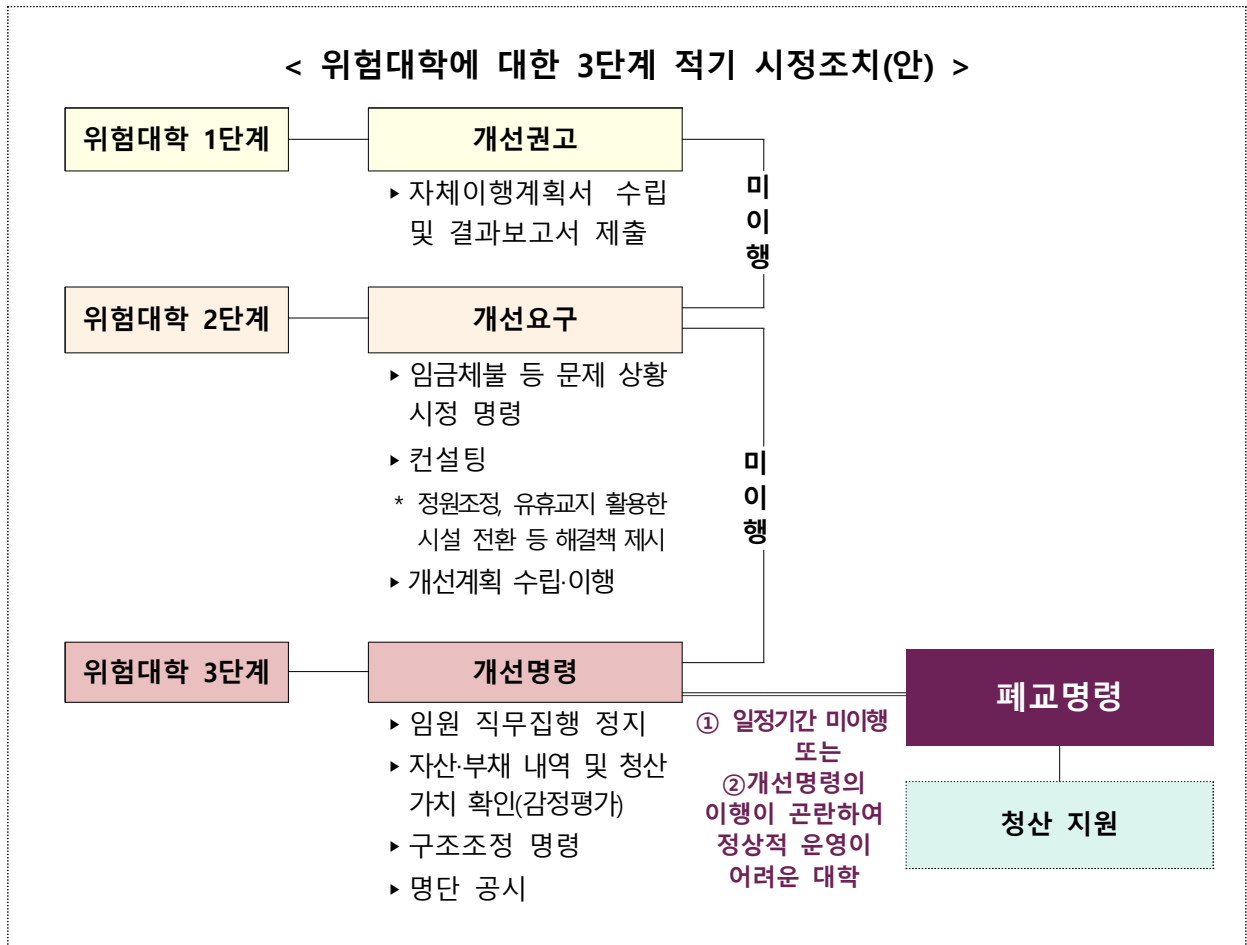 < 위험대학에 대한 3단계 적기 시정조치(안) >
위험대학 1단계
개선권고
▸ 자체이행계획서 수립
및 결과보고서 제출
미
이
행
위험대학 2단계
개선요구
▸ 임금체불 등 문제 상황
시정 명령
▸ 컨설팅
* 정원조정, 유휴교지 활용한
시설 전환 등 해결책 제시
▸ 개선계획 수립·이행
미
이
행
위험대학 3단계
개선명령
▸ 임원 직무집행 정지
▸ 자산·부채 내역 및 청산
가치 확인(감정평가)
▸ 구조조정 명령
▸ 명단 공시
① 일정기간 미이행
또는
②개선명령의
이행이 곤란하여
정상적 운영이
어려운 대학
폐교명령
청산 지원